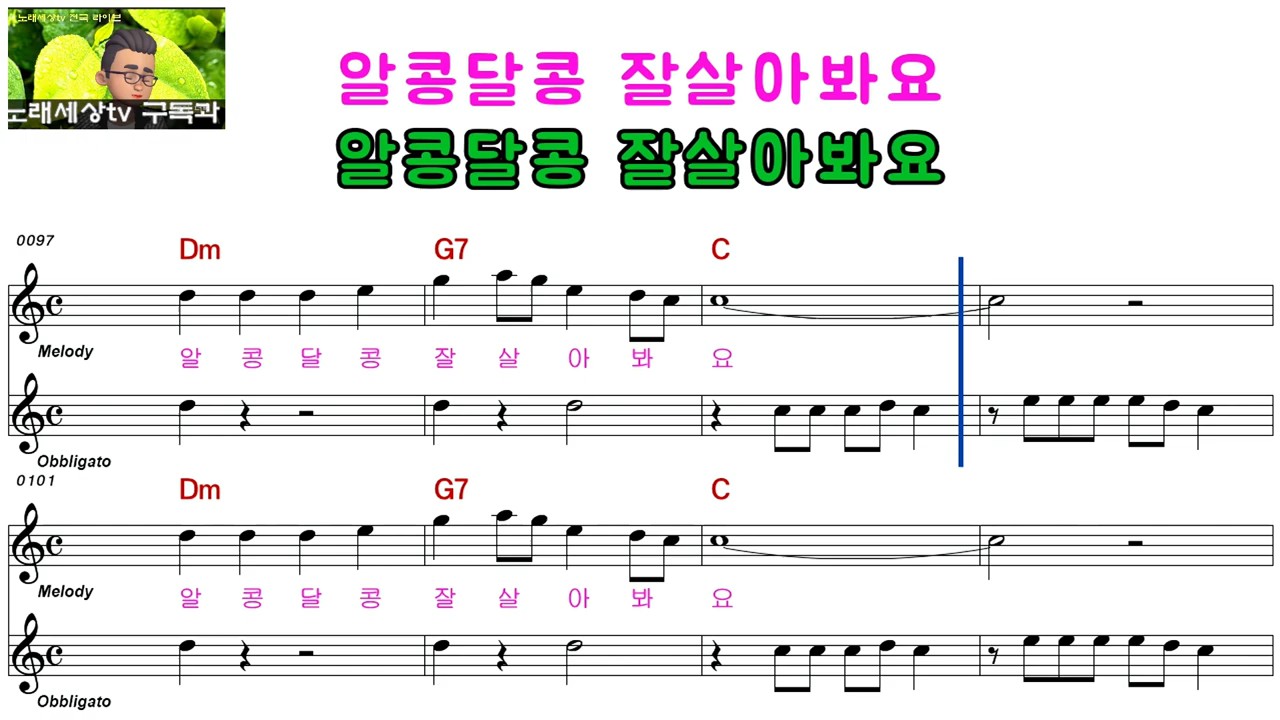 노래세상tv 전국 라이브
노래세상tv 구독과
알콩달콩 잘살아봐요
알콩달콩 잘살아봐요
0097
Dm G7 C
Melody
알 콩 달 콩 잘 살 아 봐 요
Obbligato
0101
Dm G7 C
Melody
알 콩 달 콩 잘 살 아 봐 요
Obbligato